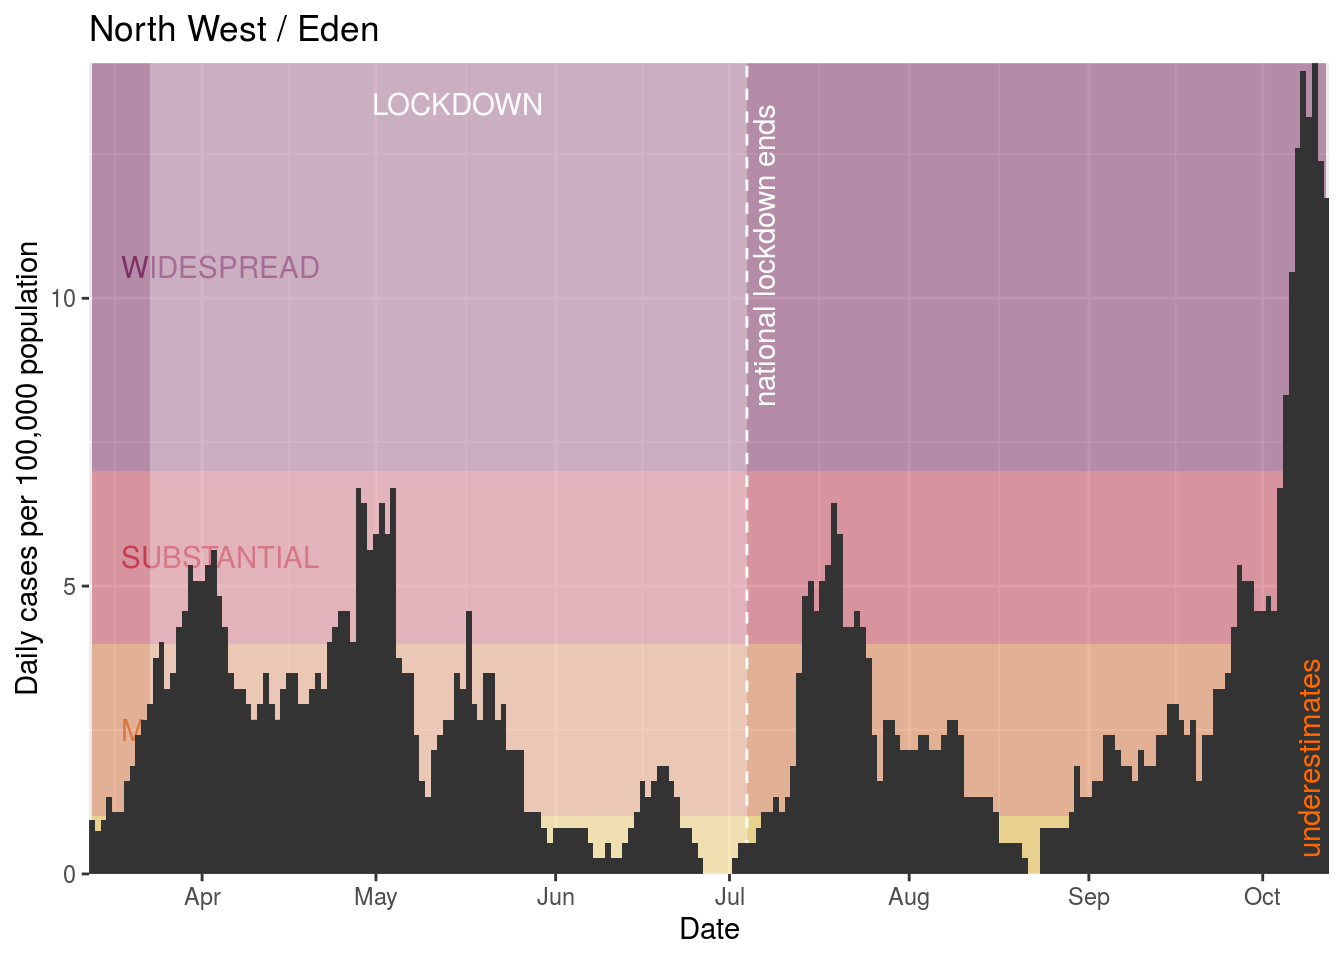 North West / Eden
LOCKDOWN
national lockdown ends
WIDESPREAD
SUBSTANTIAL
underestimates
Daily cases per 100,000 population
10
5
0
Apr May Jun Jul Aug Sep Oct
Date